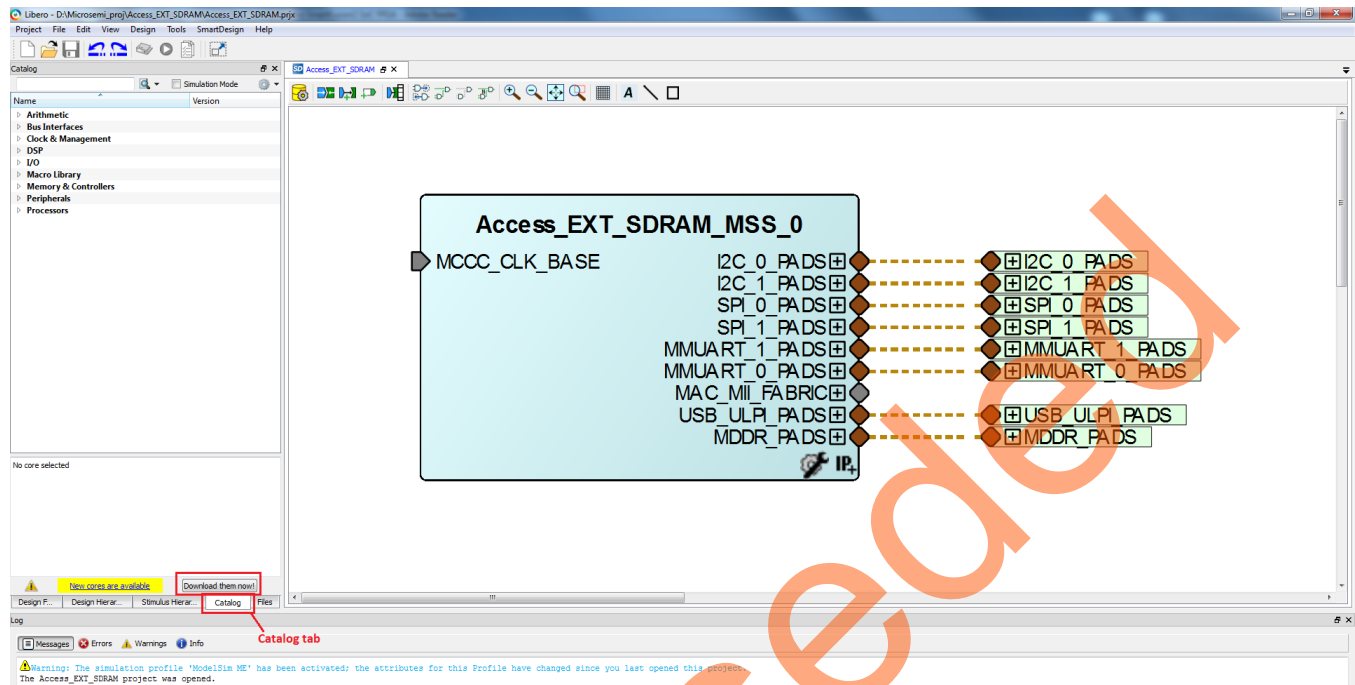 Libero - D:\Microsemi_proj\Access_EXT_SDRAM\Access_EXT_SDRAM.prjx
Project File Edit View Design Tools SmartDesign Help
Catalog
Access_EXT_SDRAM
Simulation Mode
Name Version
Arithmetic
Bus Interfaces
Clock & Management
DSP
I/O
Macro Library
Memory & Controllers
Peripherals
Processors
Access_EXT_SDRAM_MSS_0
MCCC_CLK_BASE
I2C_0_PADS
I2C_1_PADS
SPI_0_PADS
SPI_1_PADS
MMUART_1_PADS
MMUART_0_PADS
MAC_MII_FABRIC
USB_ULPI_PADS
MDDR_PADS
IP
I2C_0_PADS
I2C_1_PADS
SPI_0_PADS
SPI_1_PADS
MMUART_1_PADS
MMUART_0_PADS
USB_ULPI_PADS
MDDR_PADS
No core selected
New cores are available Download them now!
Design F... Design Hierar... Stimulus Hierar... Catalog Files
Catalog tab
Log
Messages Errors Warnings Info
Warning: The simulation profile 'ModelSim ME' has been activated; the attributes for this Profile have changed since you last opened this project.
The Access_EXT_SDRAM project was opened.